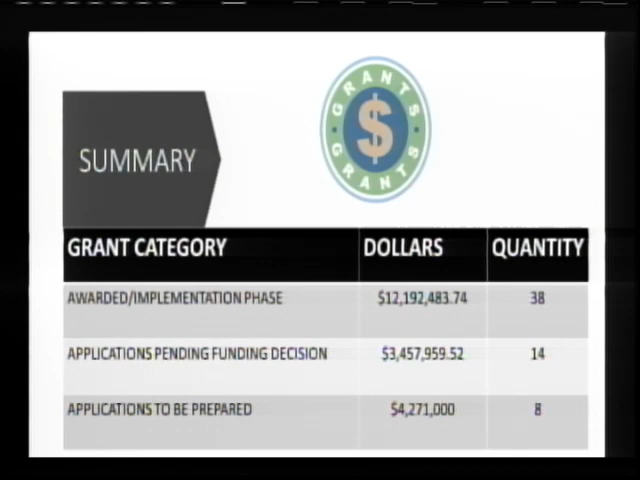 GRANTS
$
GRANTS
SUMMARY
GRANT CATEGORY DOLLARS QUANTITY
AWARDED/IMPLEMENTATION PHASE $12,192,483.74 38
APPLICATIONS PENDING FUNDING DECISION $3,457,959.52 14
APPLICATIONS TO BE PREPARED $4,271,000 8